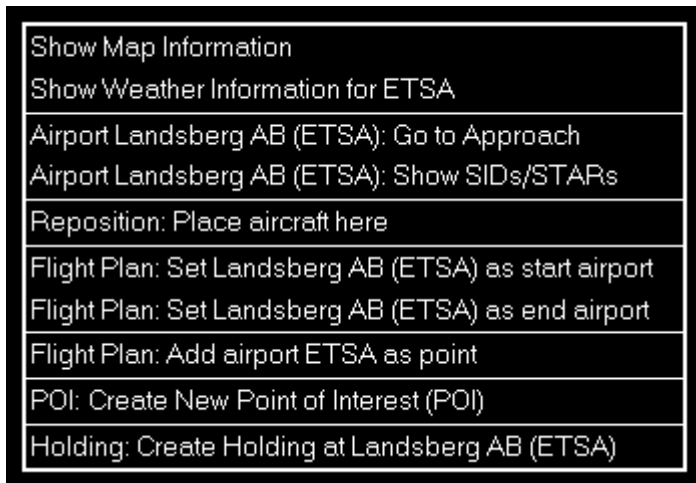 Show Map Information
Show Weather Information for ETSA
Airport Landsberg AB (ETSA): Go to Approach
Airport Landsberg AB (ETSA): Show SIDs/STARs
Reposition: Place aircraft here
Flight Plan: Set Landsberg AB (ETSA) as start airport
Flight Plan: Set Landsberg AB (ETSA) as end airport
Flight Plan: Add airport ETSA as point
POI: Create New Point of Interest (POI)
Holding: Create Holding at Landsberg AB (ETSA)